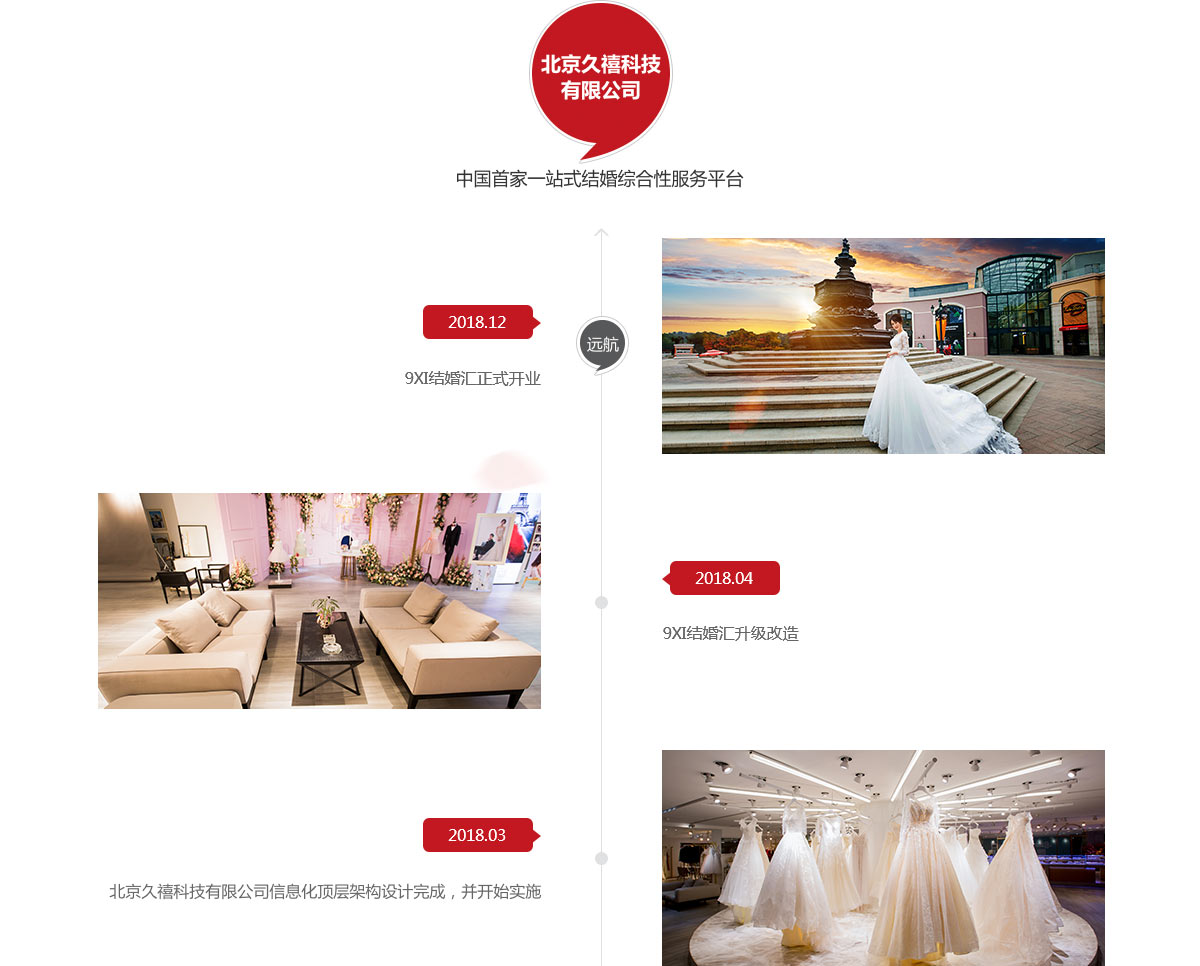 北京久禧科技
有限公司
中国首家一站式结婚综合性服务平台
2018.12
远航
9XI结婚汇正式开业
2018.04
9XI结婚汇升级改造
2018.03
北京久禧科技有限公司信息化顶层架构设计完成，并开始实施